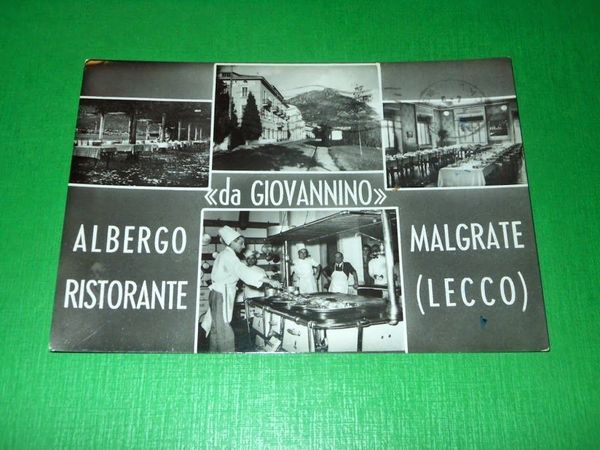 «da GIOVANNINO»
ALBERGO
RISTORANTE
MALGRATE
(LECCO)